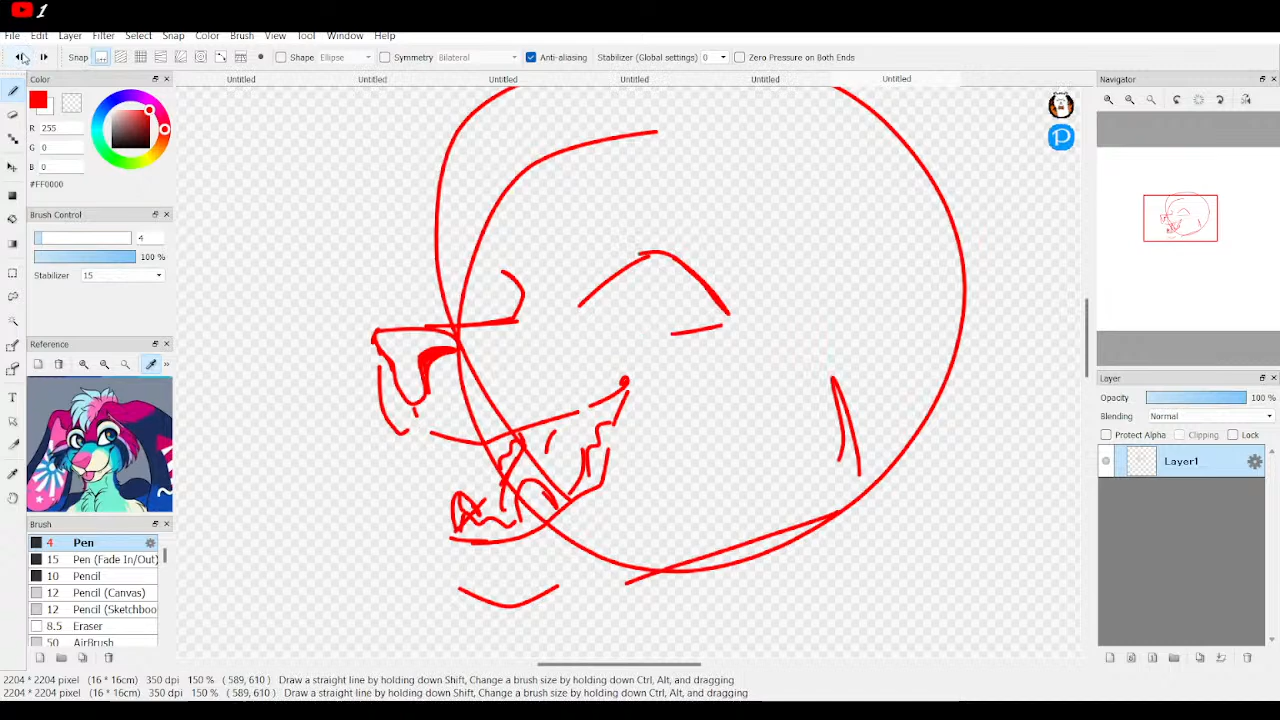 1
File Edit Layer Filter Select Snap Color Brush View Tool Window Help
Snap Shape Ellipse Symmetry Bilateral Anti-aliasing Stabilizer (Global settings) 0 Zero Pressure on Both Ends
Color
Untitled Untitled Untitled Untitled Untitled Untitled
Navigator
R 255
G 0
B 0
#FF0000
Brush Control
4
100 %
Stabilizer 15
Reference
Layer
Opacity 100 %
Blending Normal
Protect Alpha Clipping Lock
Layer1
Brush
4 Pen
15 Pen (Fade In/Out)
10 Pencil
12 Pencil (Canvas)
12 Pencil (Sketchboo
8.5 Eraser
50 AirBrush
2204 * 2204 pixel (16 * 16cm) 350 dpi 150 % ( 589, 610 ) Draw a straight line by holding down Shift, Change a brush size by holding down Ctrl, Alt, and dragging
2204 * 2204 pixel (16 * 16cm) 350 dpi 150 % ( 589, 610 ) Draw a straight line by holding down Shift, Change a brush size by holding down Ctrl, Alt, and dragging